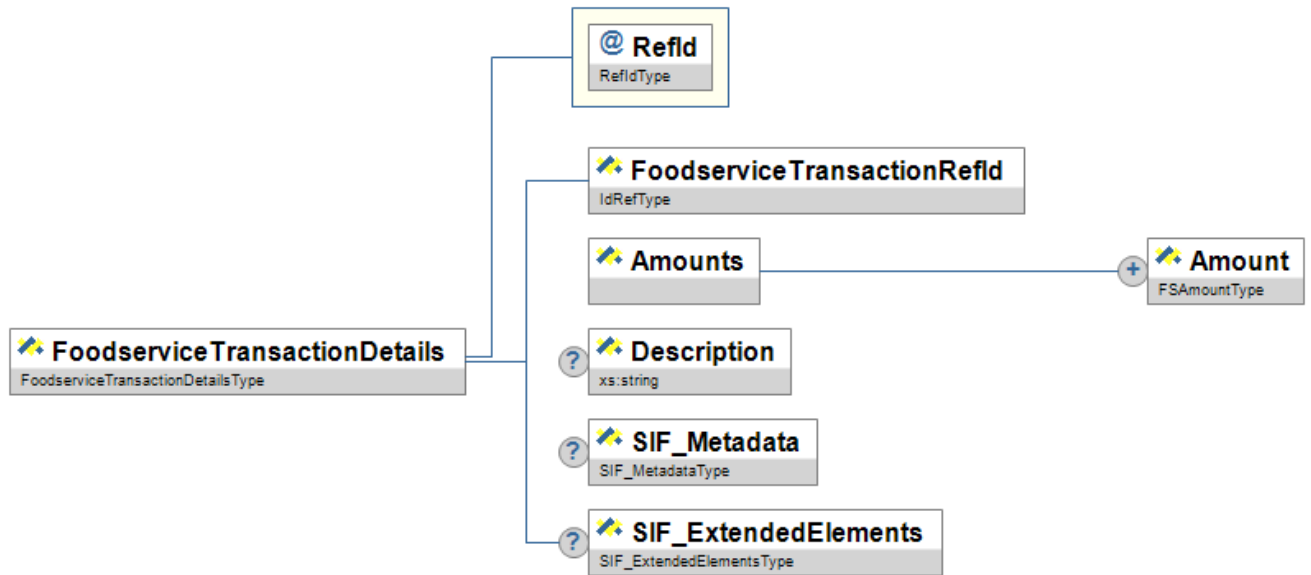 @ RefId
RefIdType
FoodserviceTransactionRefId
IdRefType
Amounts
+ Amount
FSAmountType
FoodserviceTransactionDetails
FoodserviceTransactionDetailsType
? Description
xs:string
? SIF_Metadata
SIF_MetadataType
? SIF_ExtendedElements
SIF_ExtendedElementsType